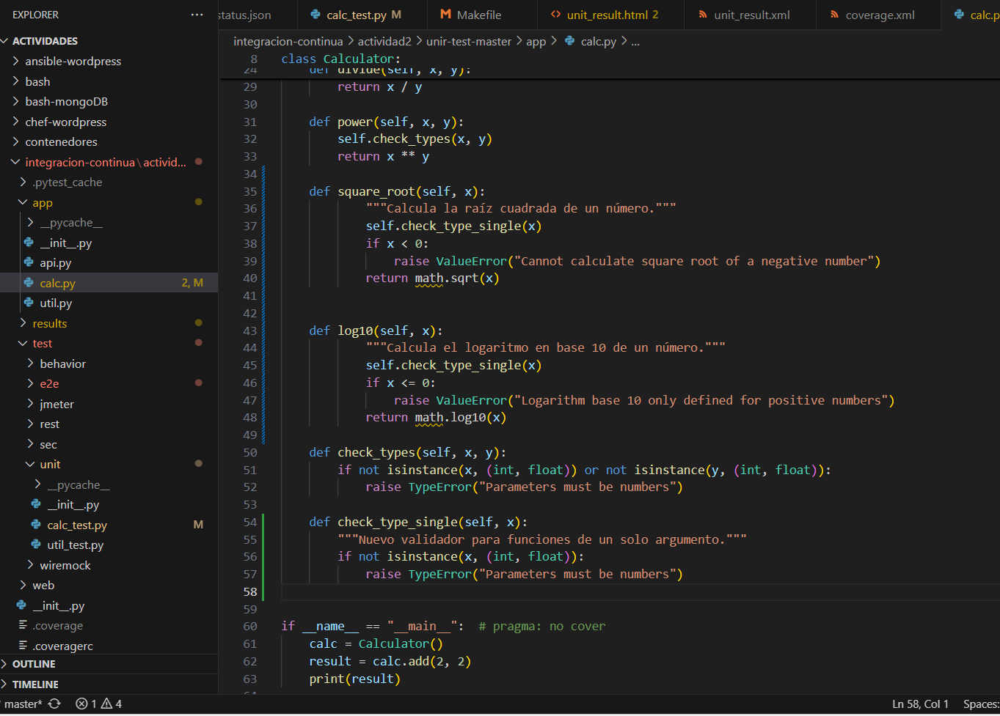 EXPLORER
ACTIVIDADES
ansible-wordpress
bash
bash-mongoDB
chef-wordpress
contenedores
integracion-continua\activid...
.pytest_cache
app
__pycache__
__init__.py
api.py
calc.py 2, M
util.py
results
test
behavior
e2e
jmeter
rest
sec
unit
__pycache__
__init__.py
calc_test.py M
util_test.py
wiremock
web
__init__.py
.coverage
.coveragerc
OUTLINE
TIMELINE
status.json calc_test.py M Makefile unit_result.html 2 unit_result.xml coverage.xml calc.p
integracion-continua > actividad2 > unir-test-master > app > calc.py > ...
8 class Calculator:
24 def divide(self, x, y):
29 return x / y
30
31 def power(self, x, y):
32 self.check_types(x, y)
33 return x ** y
34
35 def square_root(self, x):
36 """Calcula la raíz cuadrada de un número."""
37 self.check_type_single(x)
38 if x < 0:
39 raise ValueError("Cannot calculate square root of a negative number")
40 return math.sqrt(x)
41
42
43 def log10(self, x):
44 """Calcula el logaritmo en base 10 de un número."""
45 self.check_type_single(x)
46 if x <= 0:
47 raise ValueError("Logarithm base 10 only defined for positive numbers")
48 return math.log10(x)
49
50 def check_types(self, x, y):
51 if not isinstance(x, (int, float)) or not isinstance(y, (int, float)):
52 raise TypeError("Parameters must be numbers")
53
54 def check_type_single(self, x):
55 """Nuevo validador para funciones de un solo argumento."""
56 if not isinstance(x, (int, float)):
57 raise TypeError("Parameters must be numbers")
58
59
60 if __name__ == "__main__": # pragma: no cover
61 calc = Calculator()
62 result = calc.add(2, 2)
63 print(result)
master* 1 4 Ln 58, Col 1 Spaces: